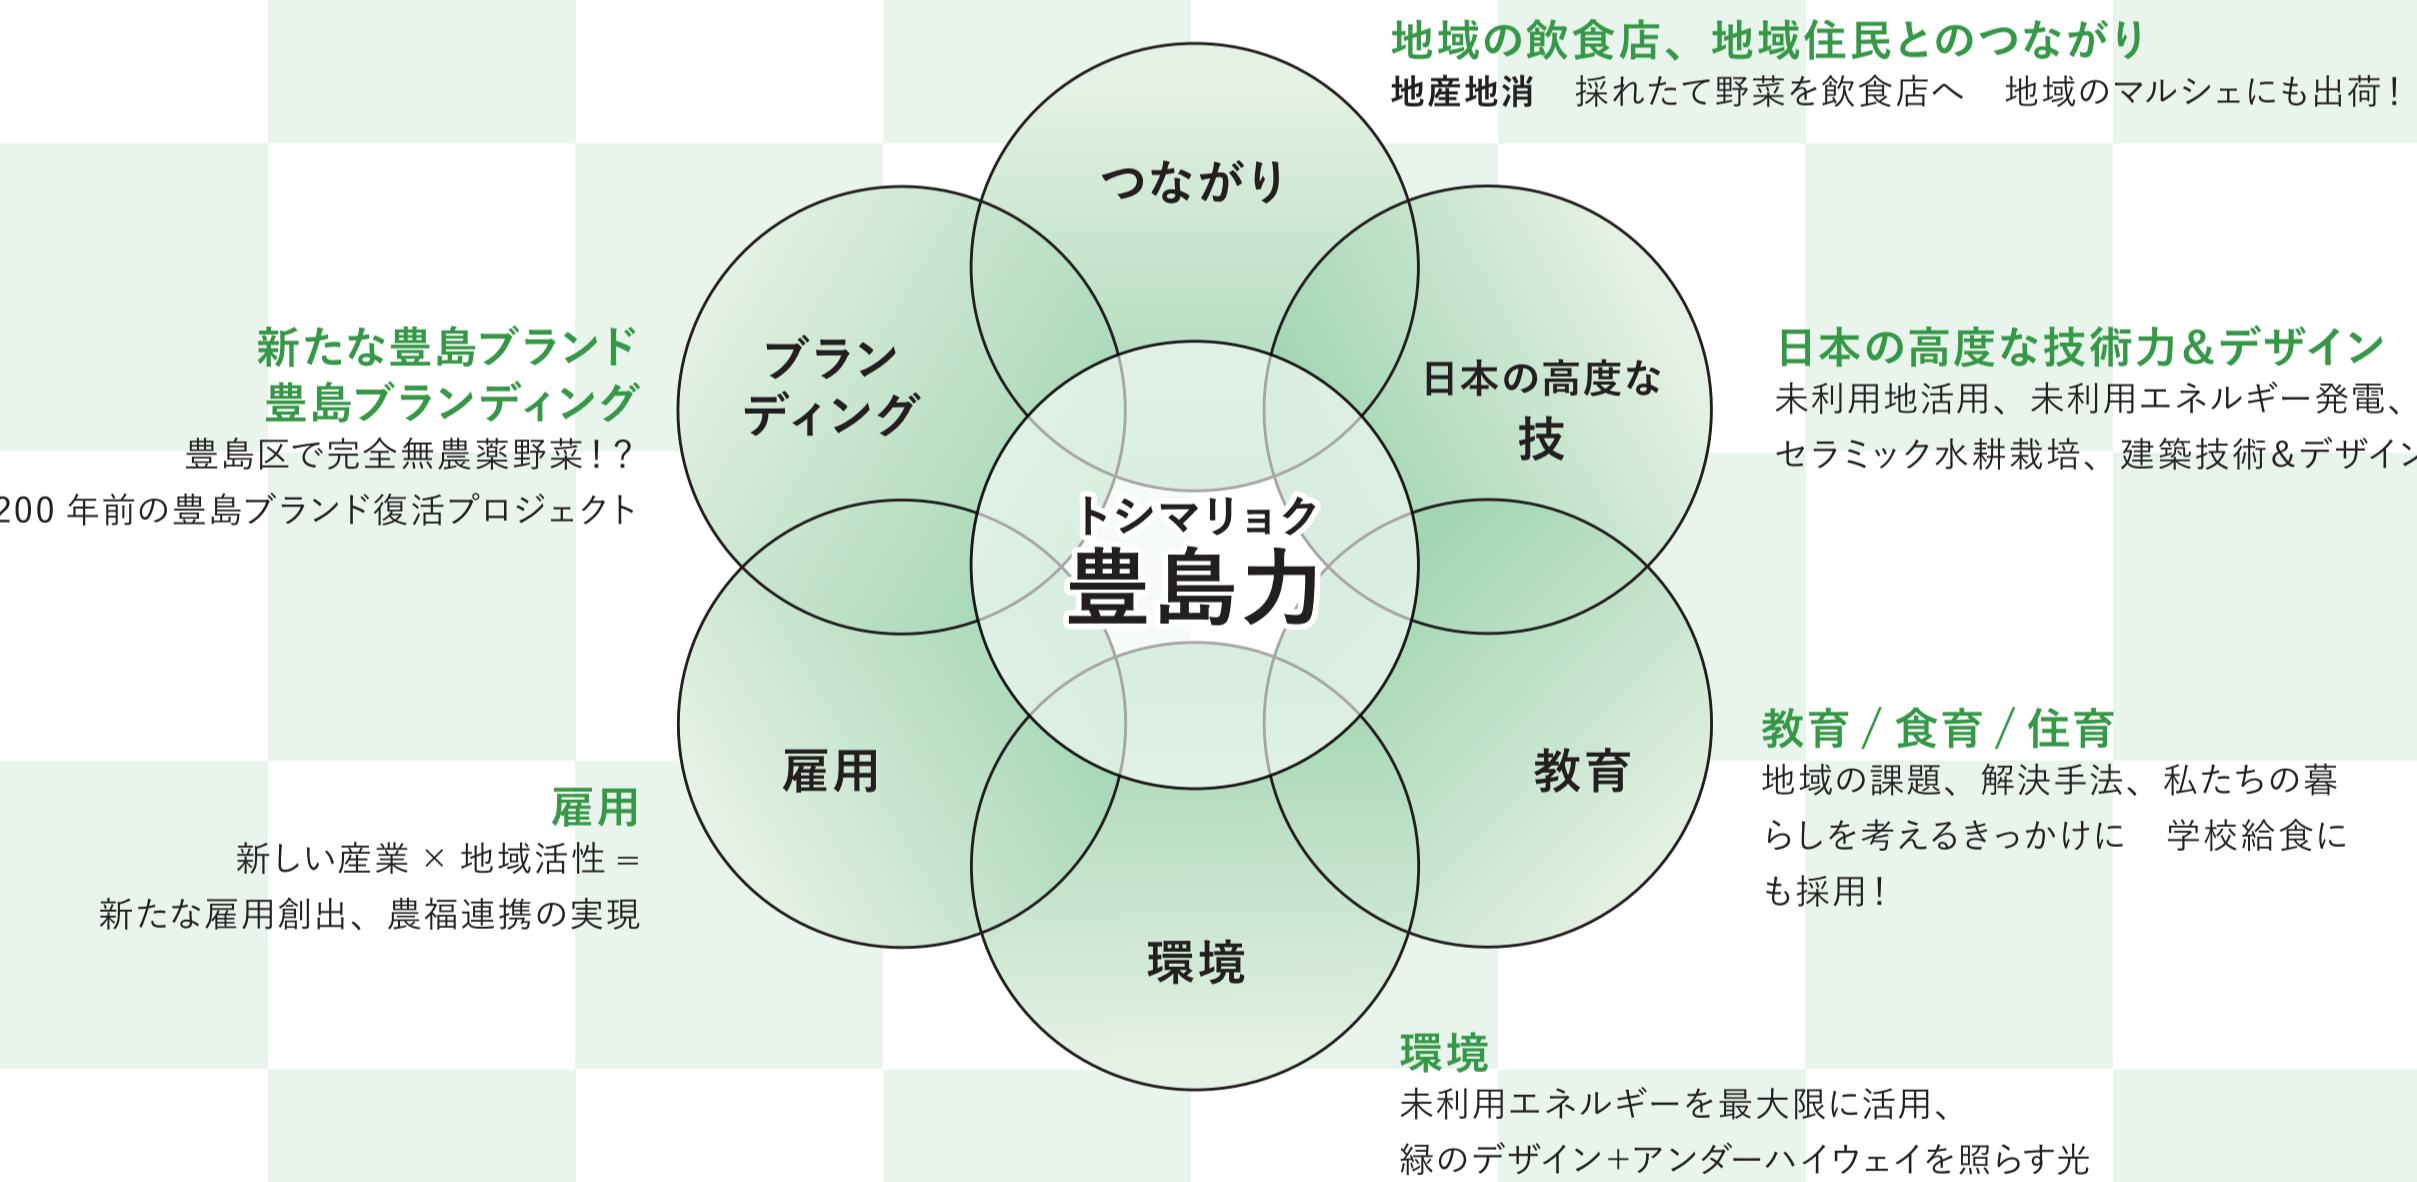 地域の飲食店、地域住民とのつながり
地産地消　採れたて野菜を飲食店へ　地域のマルシェにも出荷！
つながり
ブラン
ディング
日本の高度な
技
新たな豊島ブランド
豊島ブランディング
豊島区で完全無農薬野菜！？
200 年前の豊島ブランド復活プロジェクト
日本の高度な技術力＆デザイン
未利用地活用、未利用エネルギー発電、
セラミック水耕栽培、建築技術＆デザイン
トシマリョク
豊島力
雇用
教育
雇用
新しい産業 × 地域活性 =
新たな雇用創出、農福連携の実現
教育 / 食育 / 住育
地域の課題、解決手法、私たちの暮
らしを考えるきっかけに　学校給食に
も採用！
環境
環境
未利用エネルギーを最大限に活用、
緑のデザイン＋アンダーハイウェイを照らす光